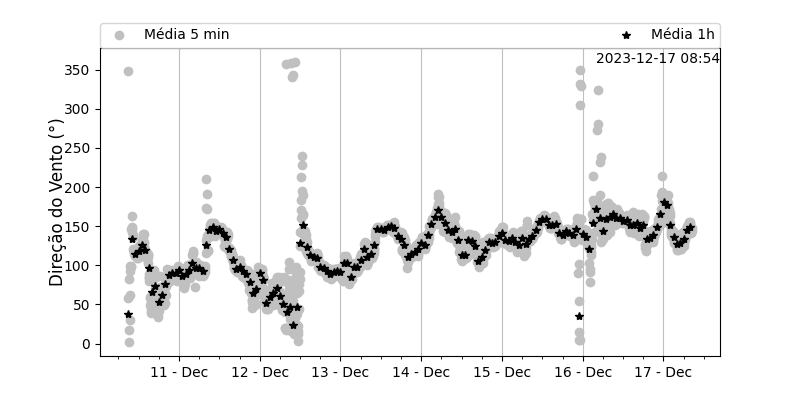 Média 5 min
Média 1h
2023-12-17 08:54
Direção do Vento (°)
350
300
250
200
150
100
50
0
11 - Dec
12 - Dec
13 - Dec
14 - Dec
15 - Dec
16 - Dec
17 - Dec